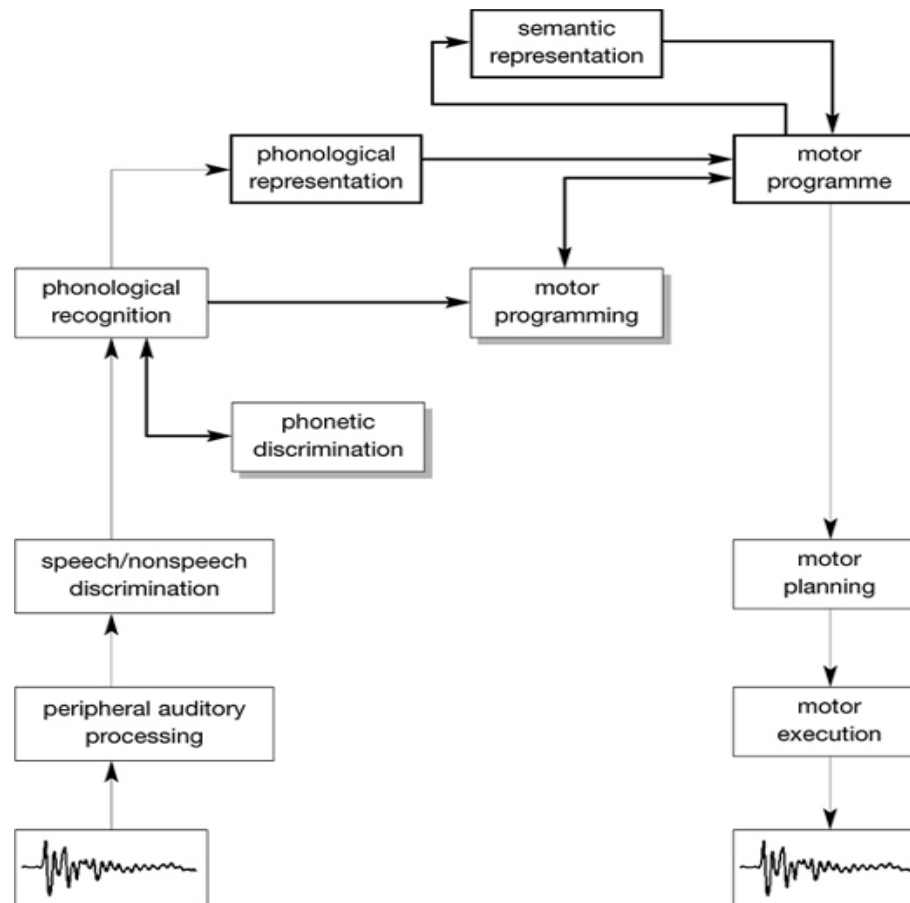 semantic
representation
phonological
representation
motor
programme
phonological
recognition
motor
programming
phonetic
discrimination
speech/nonspeech
discrimination
motor
planning
peripheral auditory
processing
motor
execution